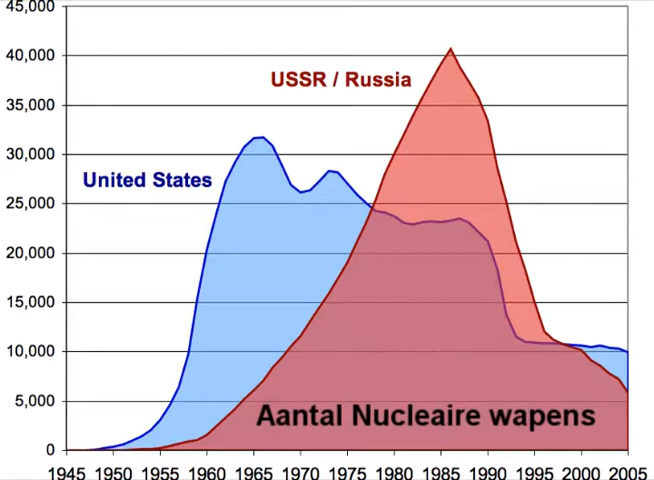 45,000
40,000
USSR / Russia
35,000
30,000
United States
25,000
20,000
15,000
10,000
5,000
Aantal Nucleaire wapens
0
1945 1950 1955 1960 1965 1970 1975 1980 1985 1990 1995 2000 2005